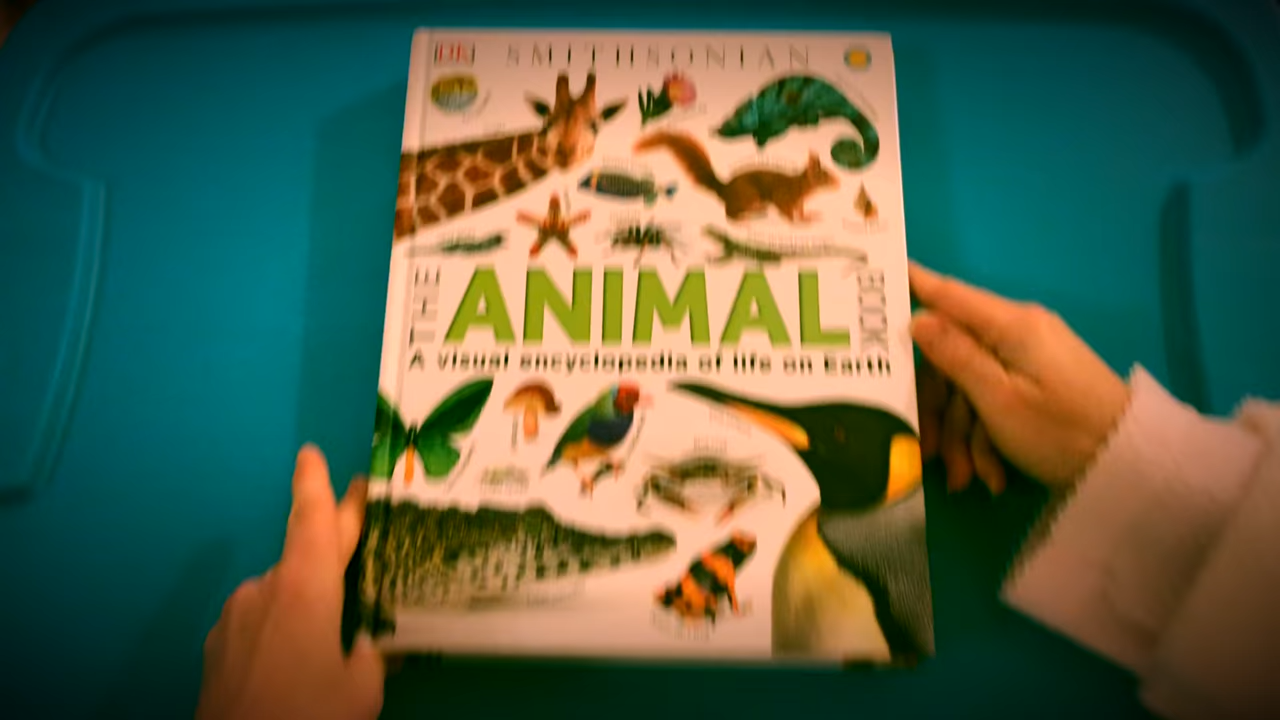 DK SMITHSONIAN
THE ANIMAL BOOK
A visual encyclopedia of life on Earth